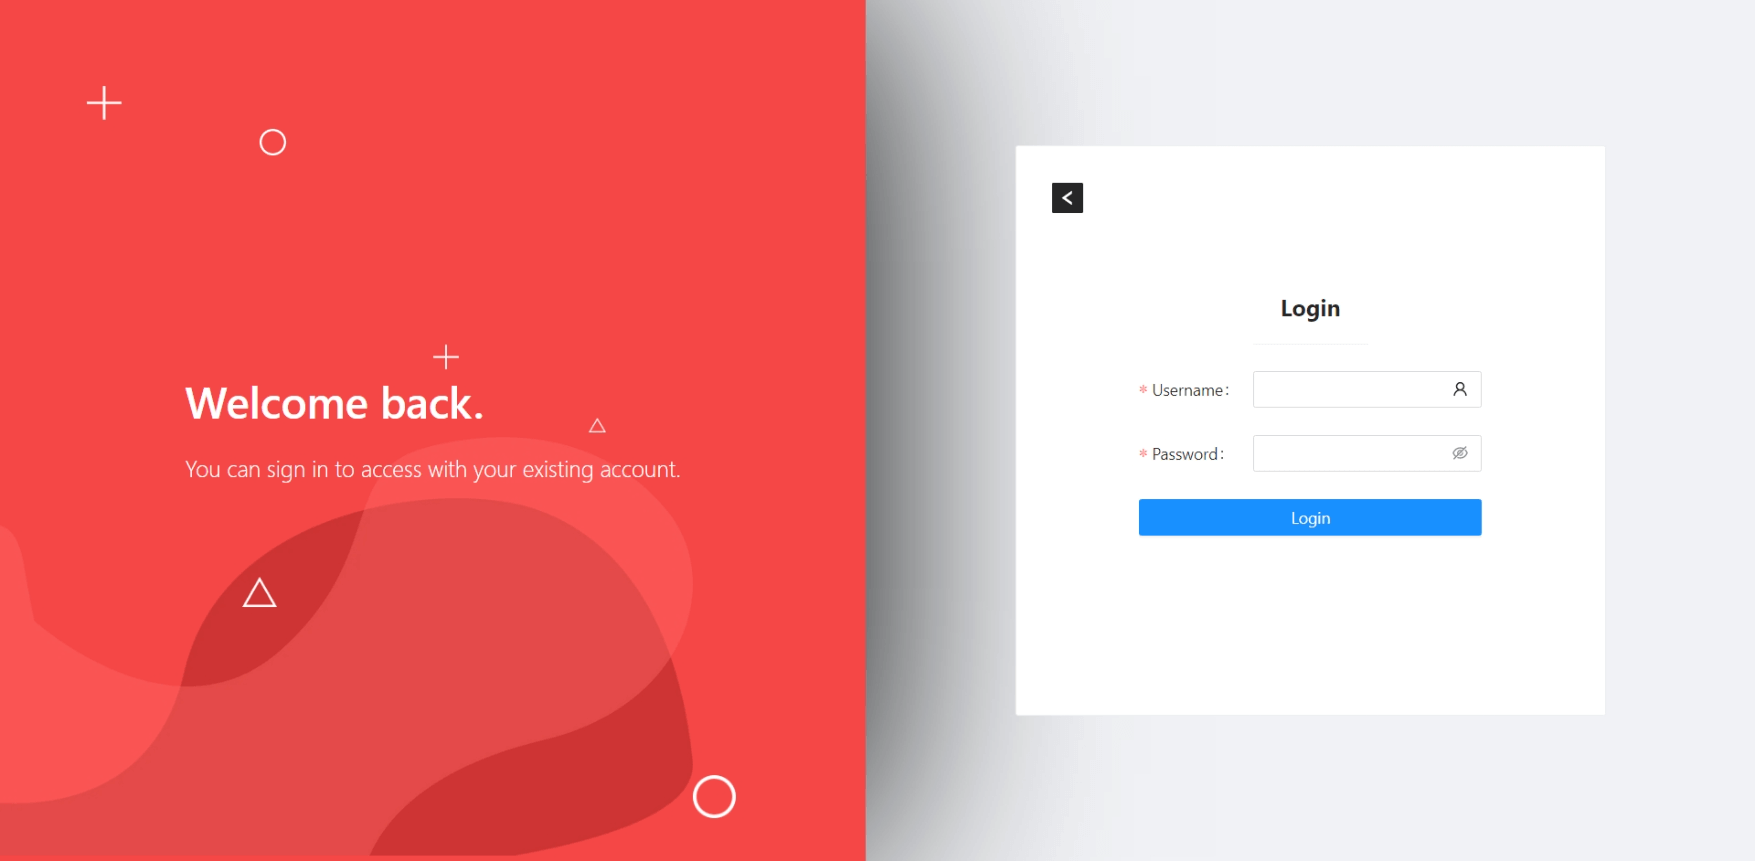 Welcome back.
You can sign in to access with your existing account.
<
Login
* Username:
* Password:
Login